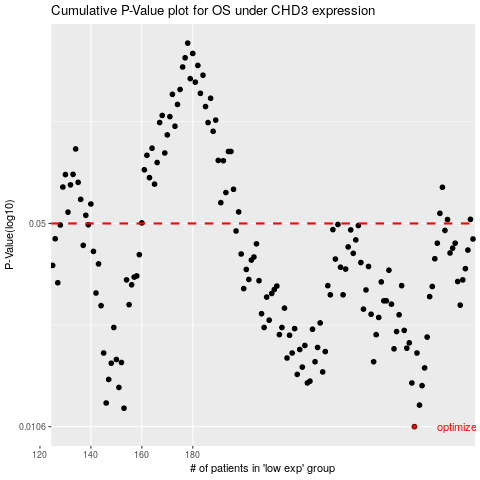 Cumulative P-Value plot for OS under CHD3 expression
P-Value(log10)
0.05
0.0106
optimize
120 140 160 180
# of patients in 'low exp' group